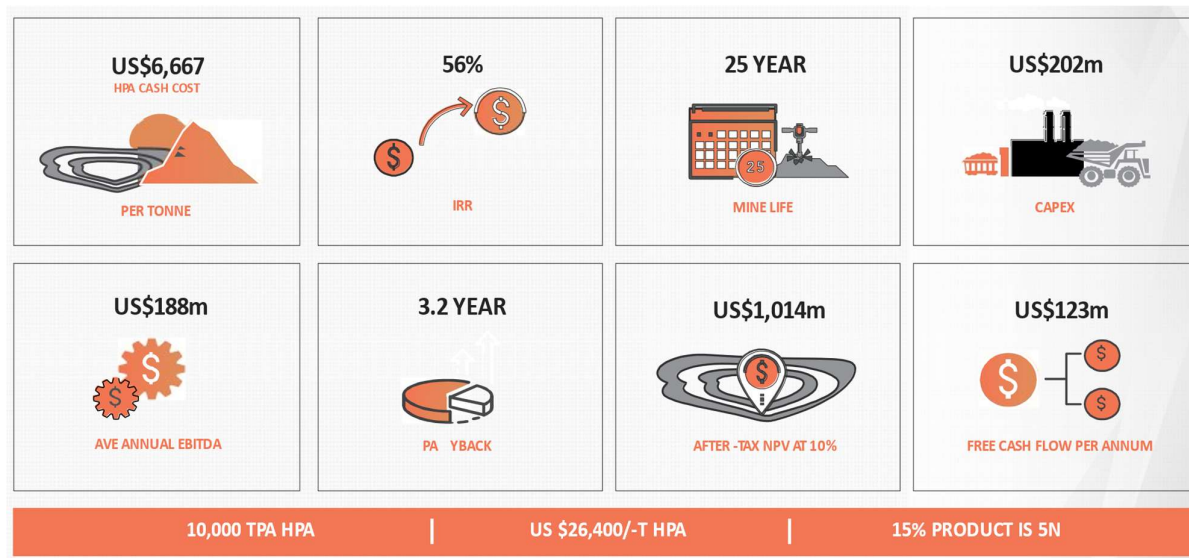 US$6,667
HPA CASH COST
PER TONNE
56%
IRR
25 YEAR
25
MINE LIFE
US$202m
CAPEX
US$188m
AVE ANNUAL EBITDA
3.2 YEAR
PA YBACK
US$1,014m
AFTER -TAX NPV AT 10%
US$123m
FREE CASH FLOW PER ANNUM
10,000 TPA HPA | US $26,400/-T HPA | 15% PRODUCT IS 5N